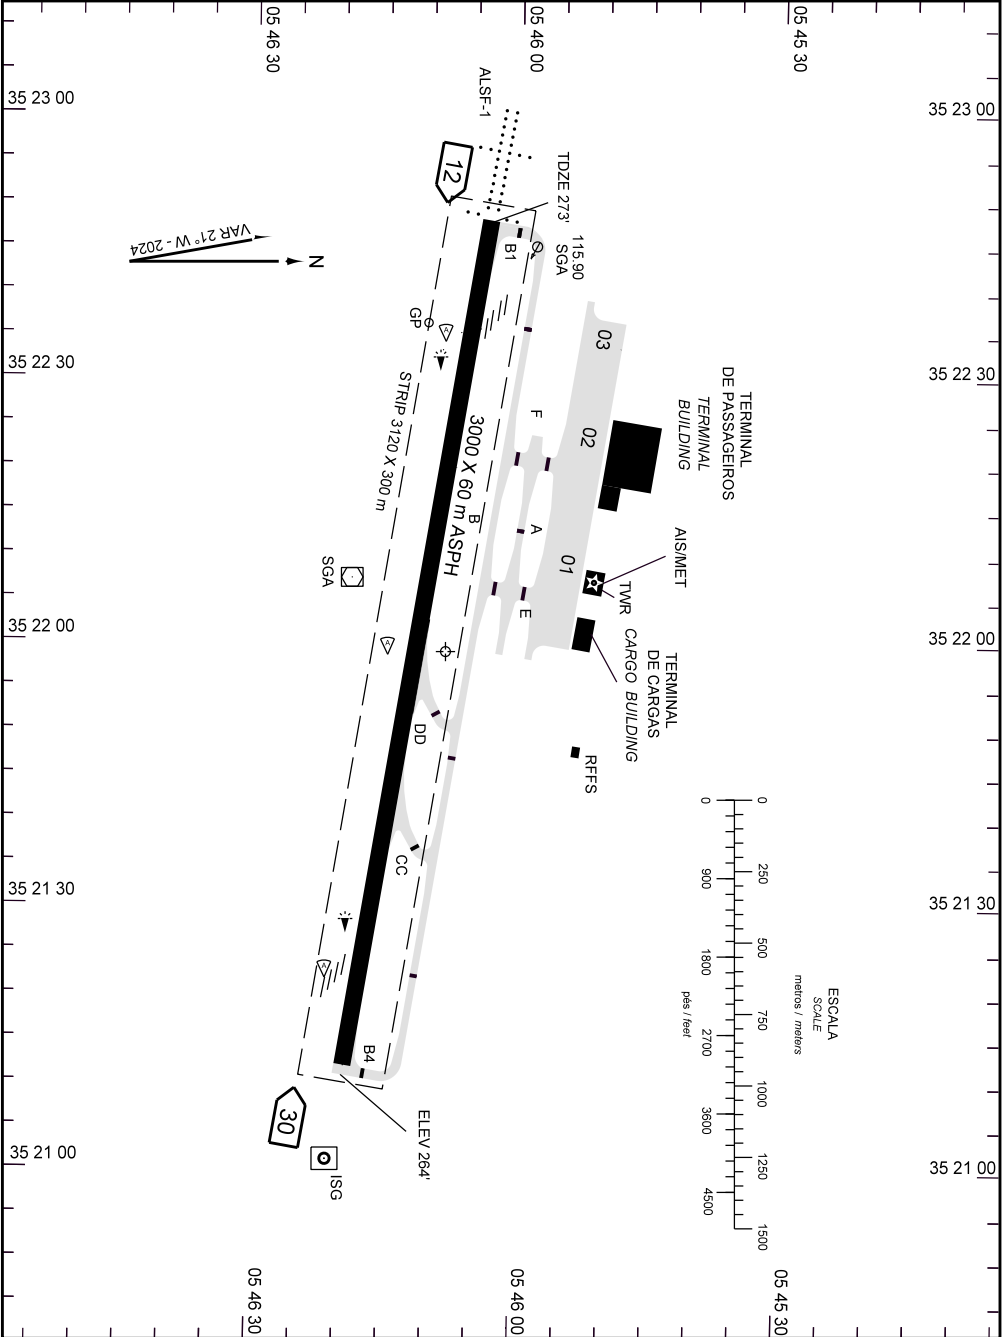 05 46 30
05 46 00
05 45 30
35 23 00
35 23 00
ALSF-1
12
TDZE 273'
115.90
SGA
B1
VAR 21° W - 2024
N
GP
A
35 22 30
35 22 30
STRIP 3120 X 300 m
3000 X 60 m ASPH
B
F
A
E
03
02
01
TERMINAL
DE PASSAGEIROS
TERMINAL
BUILDING
AIS/MET
TWR
SGA
A
35 22 00
35 22 00
TERMINAL
DE CARGAS
CARGO BUILDING
RFFS
DD
CC
35 21 30
35 21 30
A
B4
ELEV 264'
30
ISG
35 21 00
35 21 00
ESCALA
SCALE
metros / meters
0 250 500 750 1000 1250 1500
0 900 1800 2700 3600 4500
pés / feet
05 46 30
05 46 00
05 45 30